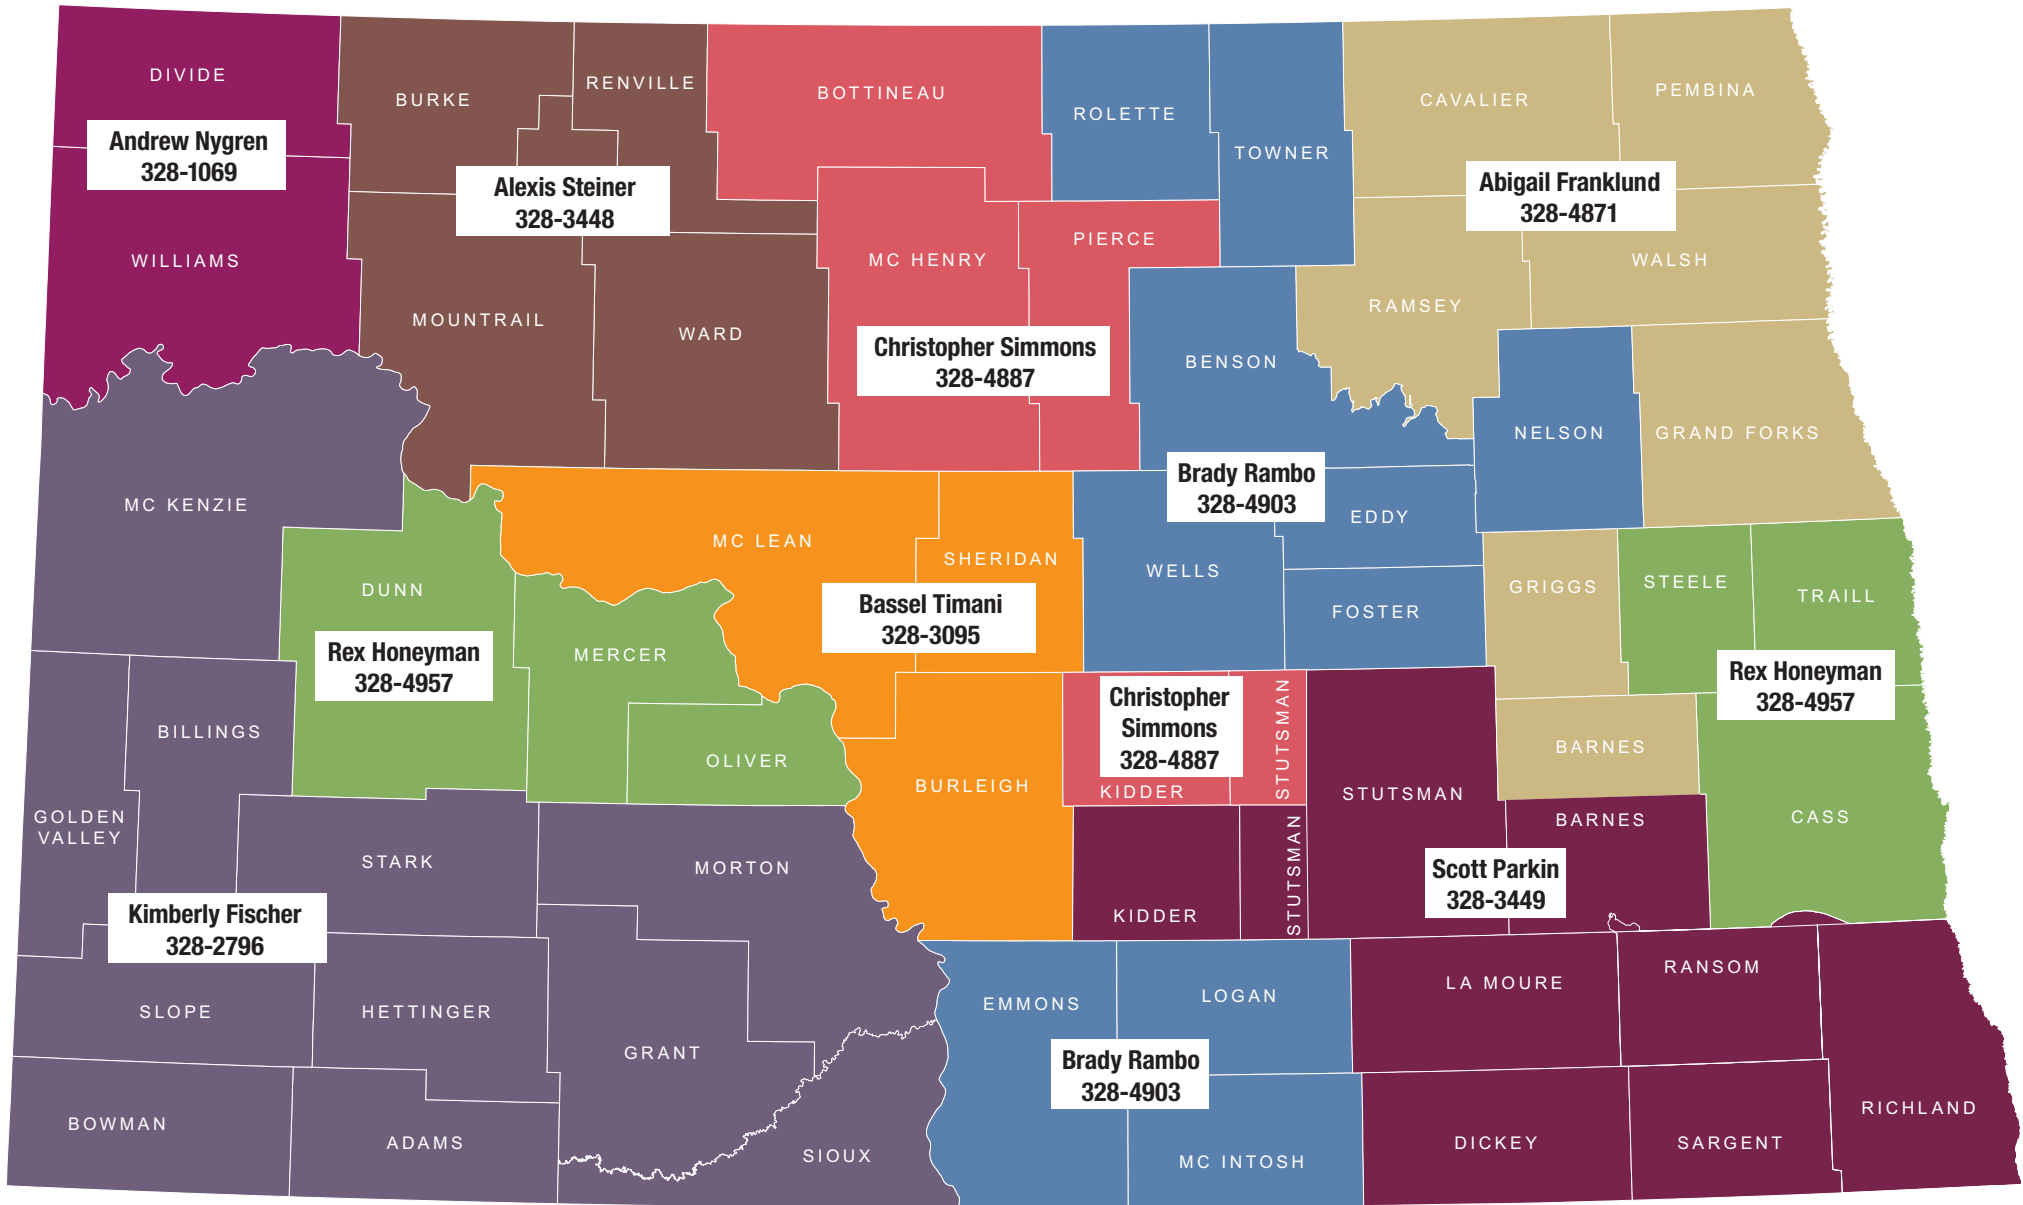 DIVIDE
BURKE
RENVILLE
BOTTINEAU
ROLETTE
TOWNER
CAVALIER
PEMBINA
Andrew Nygren
328-1069
Alexis Steiner
328-3448
Abigail Franklund
328-4871
WILLIAMS
MOUNTRAIL
WARD
MC HENRY
PIERCE
RAMSEY
WALSH
Christopher Simmons
328-4887
BENSON
NELSON
GRAND FORKS
Brady Rambo
328-4903
MC KENZIE
MC LEAN
SHERIDAN
WELLS
EDDY
FOSTER
GRIGGS
STEELE
TRAILL
DUNN
Rex Honeyman
328-4957
MERCER
Bassel Timani
328-3095
Rex Honeyman
328-4957
BILLINGS
OLIVER
BURLEIGH
Christopher
Simmons
328-4887
KIDDER
STUTSMAN
STUTSMAN
BARNES
BARNES
CASS
GOLDEN
VALLEY
STARK
MORTON
KIDDER
STUTSMAN
Scott Parkin
328-3449
Kimberly Fischer
328-2796
SLOPE
HETTINGER
GRANT
EMMONS
LOGAN
LA MOURE
RANSOM
Brady Rambo
328-4903
BOWMAN
ADAMS
SIOUX
MC INTOSH
DICKEY
SARGENT
RICHLAND